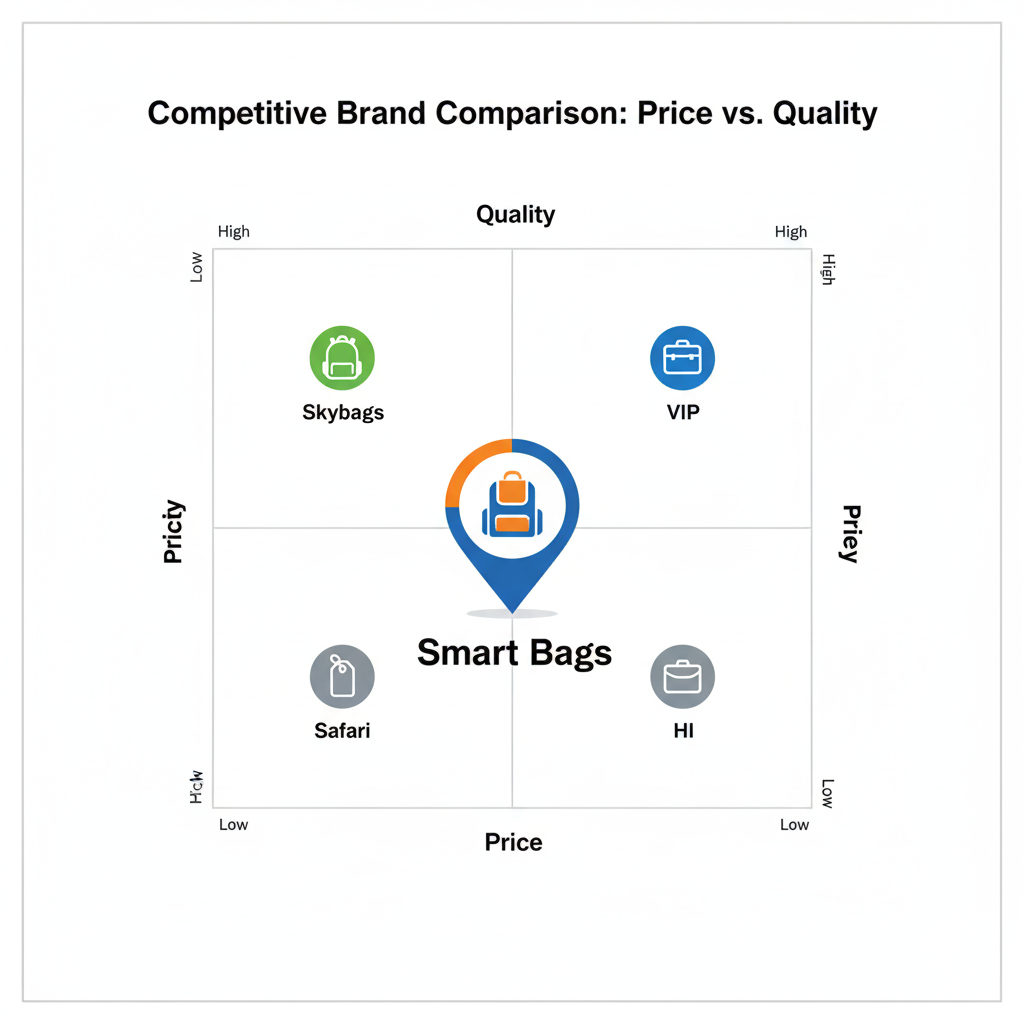 Competitive Brand Comparison: Price vs. Quality
Quality
High
High
Low
High
Skybags
VIP
Pricty
Priey
Smart Bags
Safari
HI
Low
Low
Low
Price